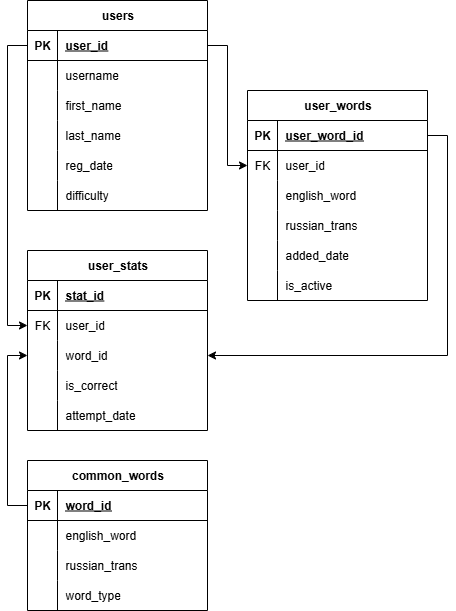 users
PK user_id
username
first_name
last_name
reg_date
difficulty
user_words
PK user_word_id
FK user_id
english_word
russian_trans
added_date
is_active
user_stats
PK stat_id
FK user_id
word_id
is_correct
attempt_date
common_words
PK word_id
english_word
russian_trans
word_type